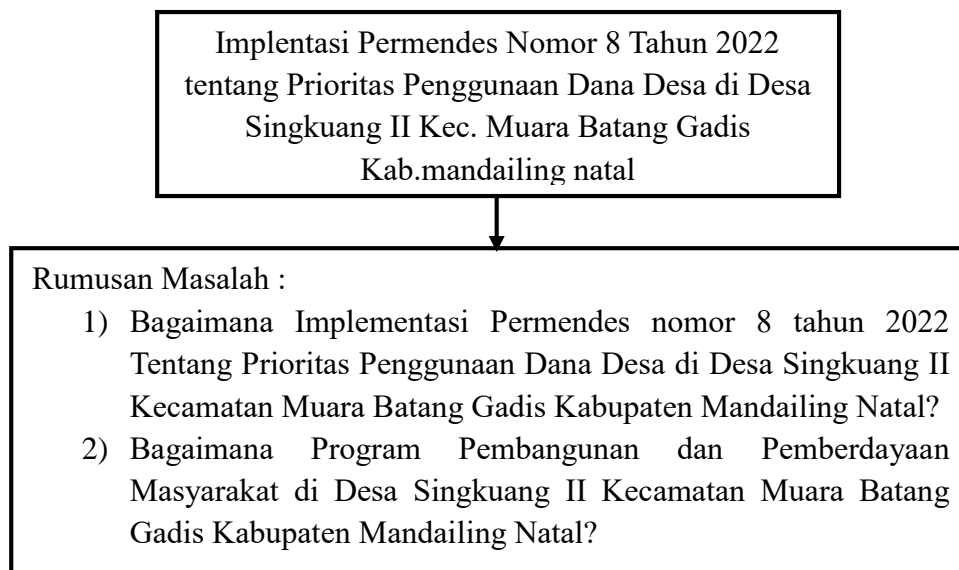 Implentasi Permendes Nomor 8 Tahun 2022
tentang Prioritas Penggunaan Dana Desa di Desa
Singkuang II Kec. Muara Batang Gadis
Kab.mandailing natal
Rumusan Masalah :
1) Bagaimana Implementasi Permendes nomor 8 tahun 2022
Tentang Prioritas Penggunaan Dana Desa di Desa Singkuang II
Kecamatan Muara Batang Gadis Kabupaten Mandailing Natal?
2) Bagaimana Program Pembangunan dan Pemberdayaan
Masyarakat di Desa Singkuang II Kecamatan Muara Batang
Gadis Kabupaten Mandailing Natal?